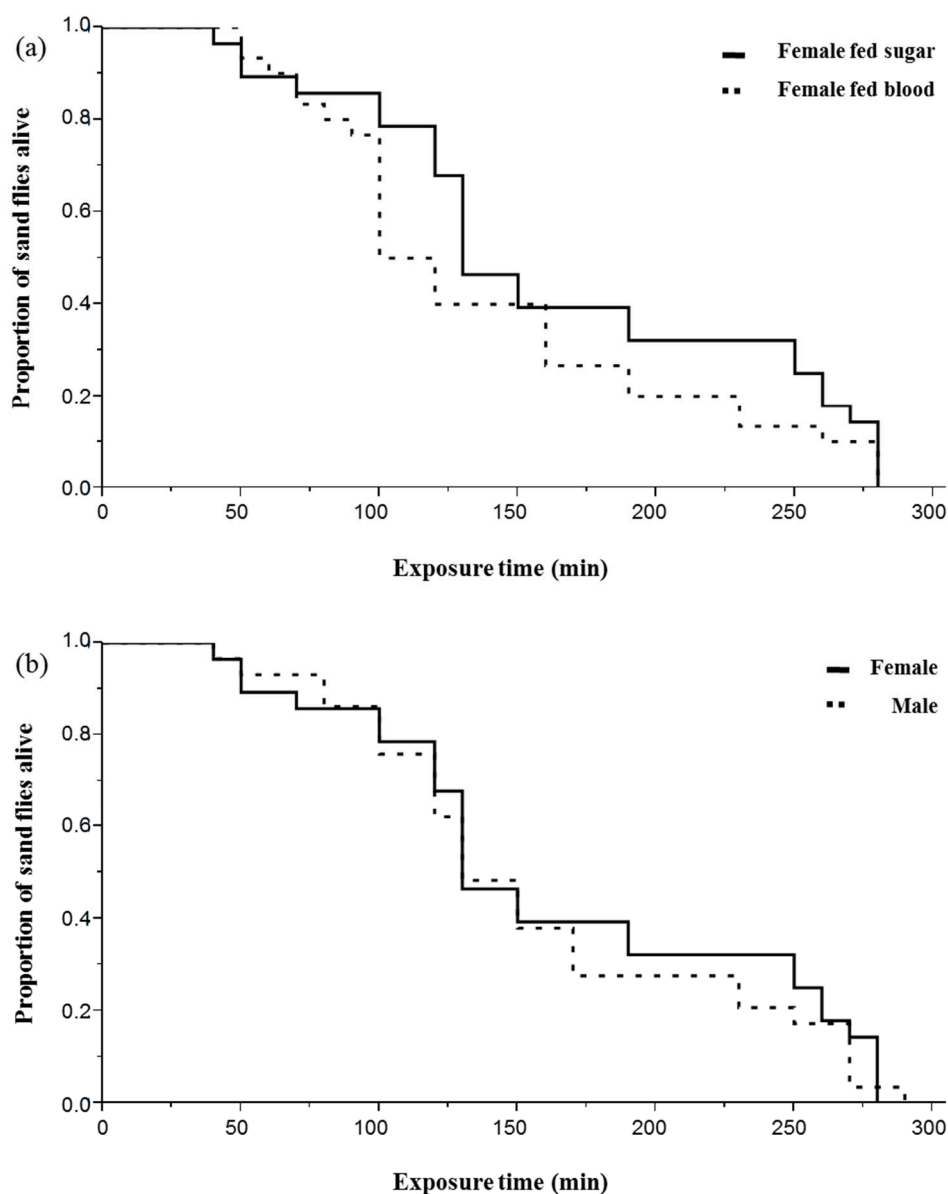 (a)
Female fed sugar
Female fed blood
Proportion of sand flies alive
1.0
0.8
0.6
0.4
0.2
0.0
0 50 100 150 200 250 300
Exposure time (min)
(b)
Female
Male
Proportion of sand flies alive
1.0
0.8
0.6
0.4
0.2
0.0
0 50 100 150 200 250 300
Exposure time (min)